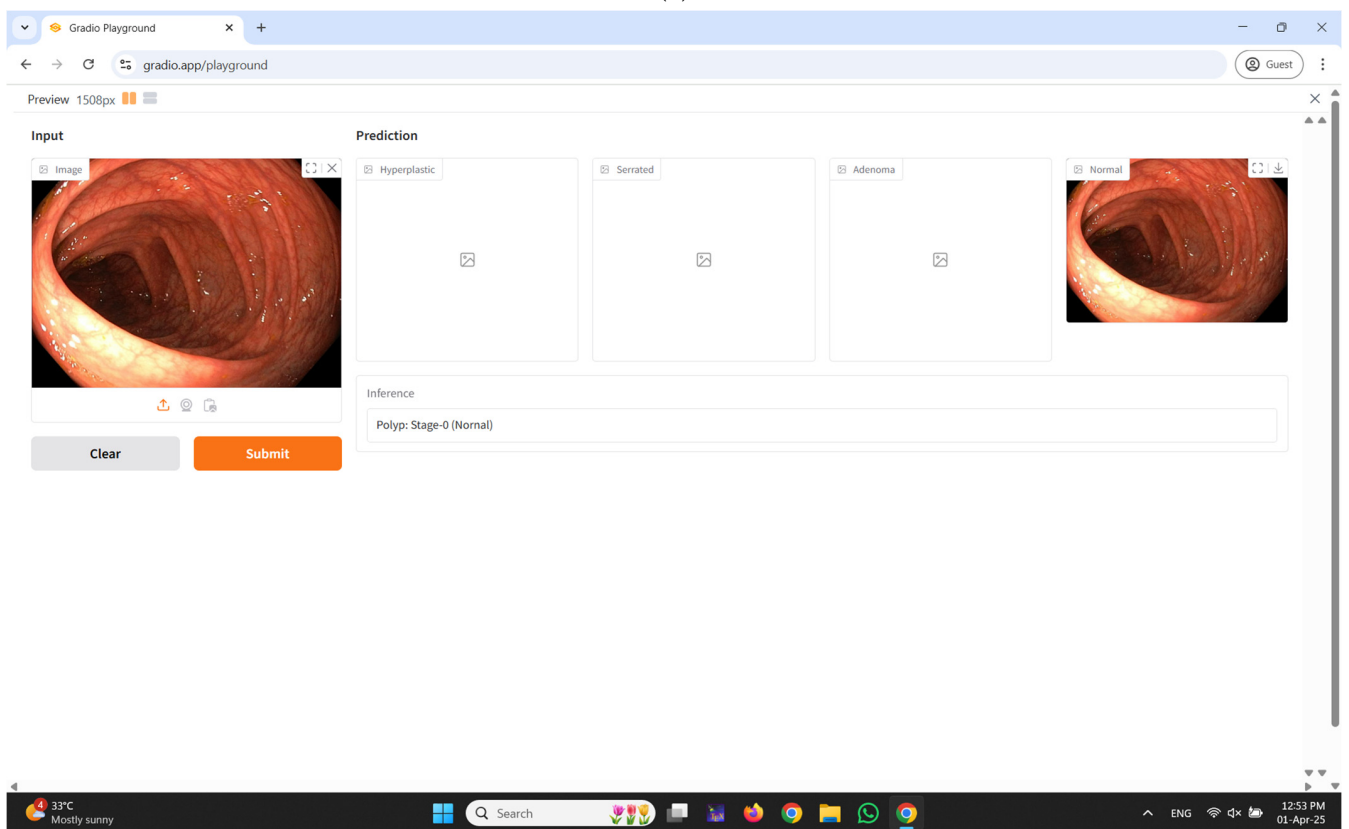 Gradio Playground
gradio.app/playground
Guest
Preview 1508px
Input
Prediction
Image
Hyperplastic
Serrated
Adenoma
Normal
Inference
Polyp: Stage-0 (Nornal)
Clear
Submit
4
33°C
Mostly sunny
Search
ENG
12:53 PM
01-Apr-25